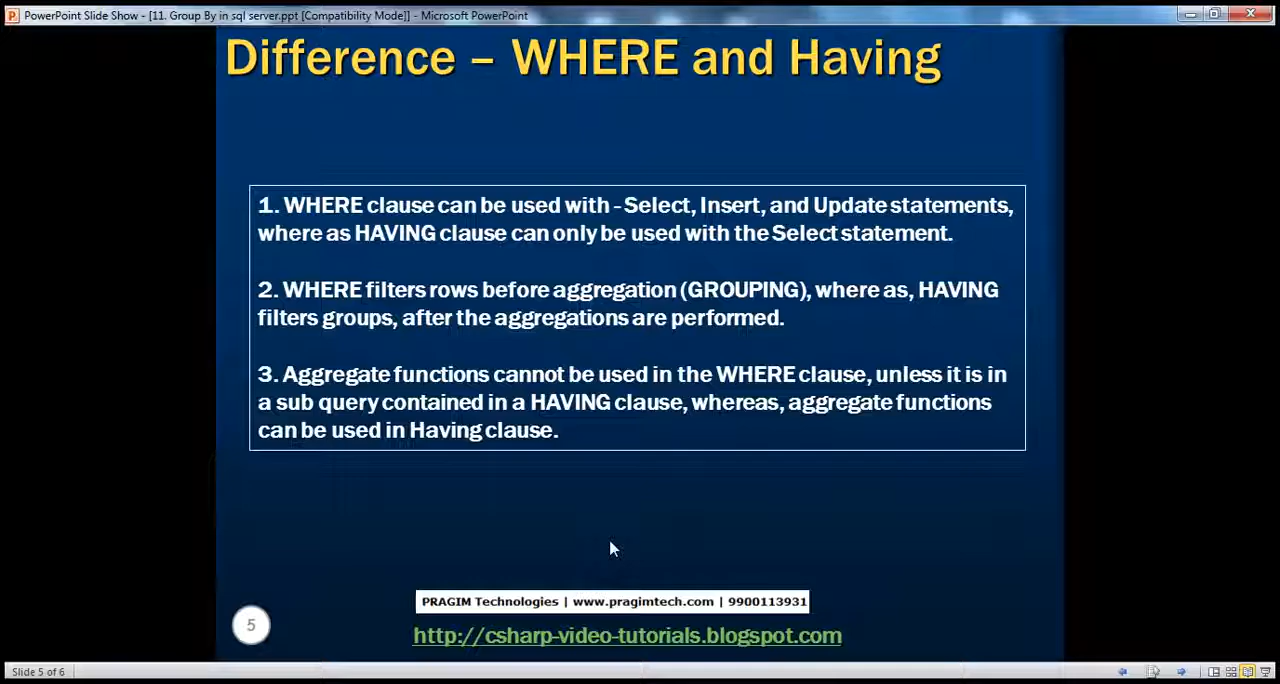 PowerPoint Slide Show - [11. Group By in sql server.ppt [Compatibility Mode]] - Microsoft PowerPoint
Difference – WHERE and Having
1. WHERE clause can be used with - Select, Insert, and Update statements,
where as HAVING clause can only be used with the Select statement.
2. WHERE filters rows before aggregation (GROUPING), where as, HAVING
filters groups, after the aggregations are performed.
3. Aggregate functions cannot be used in the WHERE clause, unless it is in
a sub query contained in a HAVING clause, whereas, aggregate functions
can be used in Having clause.
PRAGIM Technologies | www.pragimtech.com | 9900113931
5
http://csharp-video-tutorials.blogspot.com
Slide 5 of 6